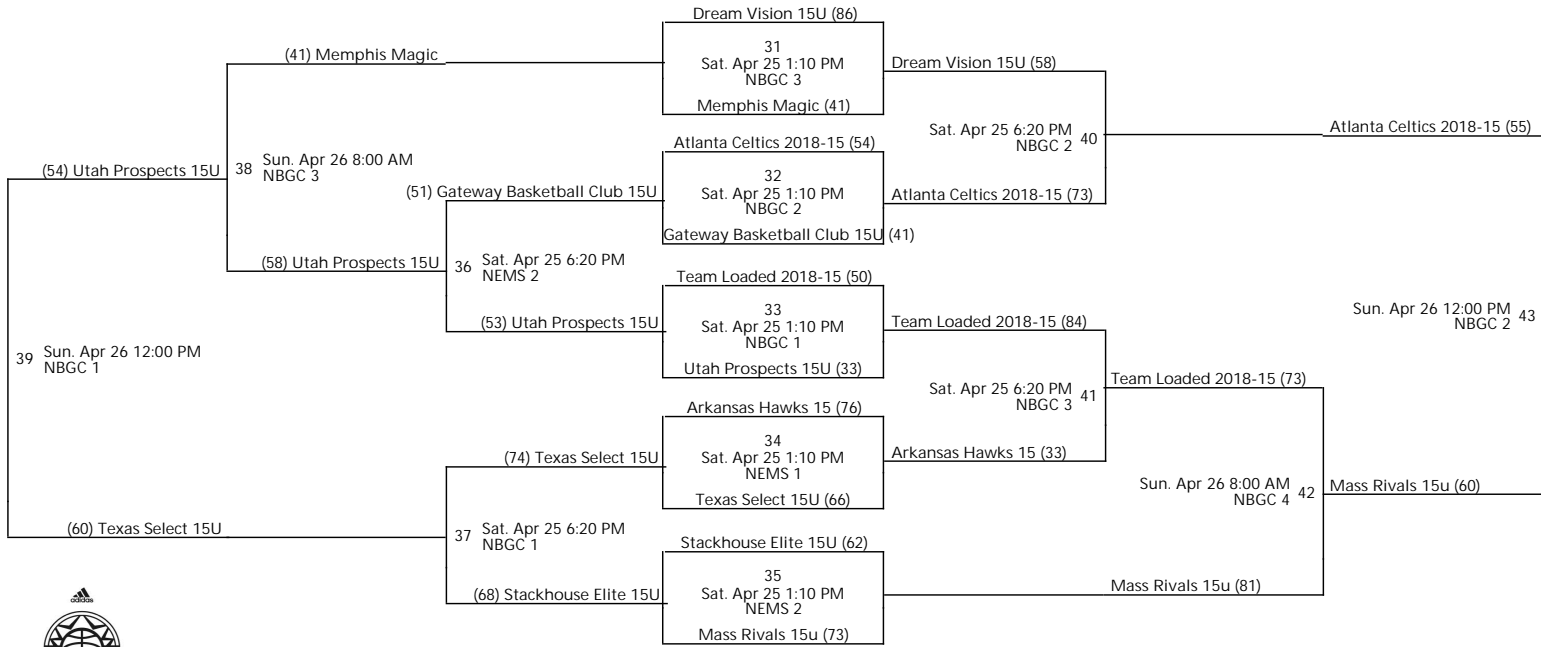 Dream Vision 15U (86)
31
Sat. Apr 25 1:10 PM
NBGC 3
Memphis Magic (41)
(41) Memphis Magic
Dream Vision 15U (58)
Sat. Apr 25 6:20 PM
NBGC 2
40
Atlanta Celtics 2018-15 (55)
Atlanta Celtics 2018-15 (54)
32
Sat. Apr 25 1:10 PM
NBGC 2
Gateway Basketball Club 15U (41)
38
Sun. Apr 26 8:00 AM
NBGC 3
(54) Utah Prospects 15U
(51) Gateway Basketball Club 15U
Atlanta Celtics 2018-15 (73)
(58) Utah Prospects 15U
36
Sat. Apr 25 6:20 PM
NEMS 2
Team Loaded 2018-15 (50)
33
Sat. Apr 25 1:10 PM
NBGC 1
Utah Prospects 15U (33)
(53) Utah Prospects 15U
Team Loaded 2018-15 (84)
Sun. Apr 26 12:00 PM
NBGC 2
43
39
Sun. Apr 26 12:00 PM
NBGC 1
Sat. Apr 25 6:20 PM
NBGC 3
41
Team Loaded 2018-15 (73)
Arkansas Hawks 15 (76)
34
Sat. Apr 25 1:10 PM
NEMS 1
Texas Select 15U (66)
(74) Texas Select 15U
Arkansas Hawks 15 (33)
Sun. Apr 26 8:00 AM
NBGC 4
42
Mass Rivals 15u (60)
(60) Texas Select 15U
37
Sat. Apr 25 6:20 PM
NBGC 1
Stackhouse Elite 15U (62)
35
Sat. Apr 25 1:10 PM
NEMS 2
Mass Rivals 15u (73)
(68) Stackhouse Elite 15U
Mass Rivals 15u (81)
adidas